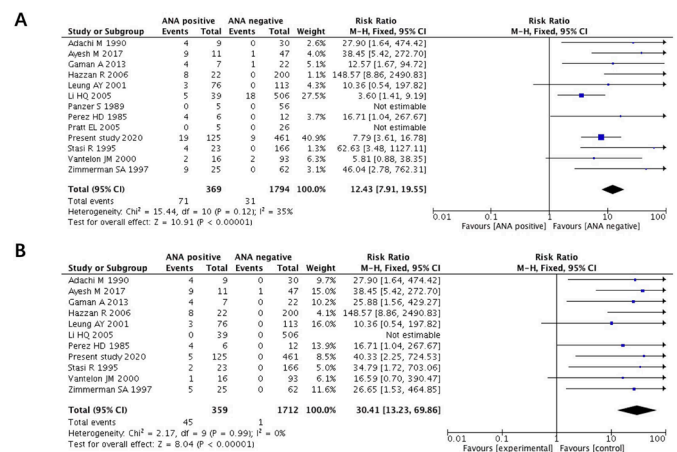 A
ANA positive ANA negative Risk Ratio Risk Ratio
Study or Subgroup Events Total Events Total Weight M-H, Fixed, 95% CI M-H, Fixed, 95% CI
Adachi M 1990 4 9 0 30 2.6% 27.90 [1.64, 474.42]
Ayesh M 2017 9 11 1 47 4.2% 38.45 [5.42, 272.70]
Gaman A 2013 4 7 1 22 5.3% 12.57 [1.67, 94.72]
Hazzan R 2006 8 22 0 200 1.1% 148.57 [8.86, 2490.83]
Leung AY 2001 3 76 0 113 4.4% 10.36 [0.54, 197.82]
Li HQ 2005 5 39 18 506 27.5% 3.60 [1.41, 9.19]
Panzer S 1989 0 5 0 56 Not estimable
Perez HD 1985 4 6 0 12 3.8% 16.71 [1.04, 267.67]
Pratt EL 2005 0 5 0 26 Not estimable
Present study 2020 19 125 9 461 40.9% 7.79 [3.61, 16.78]
Stasi R 1995 4 23 0 166 1.3% 62.63 [3.48, 1127.11]
Vantelon JM 2000 2 16 2 93 6.2% 5.81 [0.88, 38.35]
Zimmerman SA 1997 9 25 0 62 3.1% 46.04 [2.78, 762.31]
Total (95% CI) 369 1794 100.0% 12.43 [7.91, 19.55]
Total events 71 31
Heterogeneity: Chi² = 15.44, df = 10 (P = 0.12); I² = 35%
Test for overall effect: Z = 10.91 (P < 0.00001)
0.01 0.1 1 10 100
Favours [ANA positive] Favours [ANA negative]
B
ANA positive ANA negative Risk Ratio Risk Ratio
Study or Subgroup Events Total Events Total Weight M-H, Fixed, 95% CI M-H, Fixed, 95% CI
Adachi M 1990 4 9 0 30 9.7% 27.90 [1.64, 474.42]
Ayesh M 2017 9 11 1 47 15.7% 38.45 [5.42, 272.70]
Gaman A 2013 4 7 0 22 10.2% 25.88 [1.56, 429.27]
Hazzan R 2006 8 22 0 200 4.1% 148.57 [8.86, 2490.83]
Leung AY 2001 3 76 0 113 16.5% 10.36 [0.54, 197.82]
Li HQ 2005 0 39 0 506 Not estimable
Perez HD 1985 4 6 0 12 13.9% 16.71 [1.04, 267.67]
Present study 2020 5 125 0 461 8.5% 40.33 [2.25, 724.53]
Stasi R 1995 2 23 0 166 5.1% 34.79 [1.72, 703.06]
Vantelon JM 2000 1 16 0 93 4.7% 16.59 [0.70, 390.47]
Zimmerman SA 1997 5 25 0 62 11.6% 26.65 [1.53, 464.85]
Total (95% CI) 359 1712 100.0% 30.41 [13.23, 69.86]
Total events 45 1
Heterogeneity: Chi² = 2.17, df = 9 (P = 0.99); I² = 0%
Test for overall effect: Z = 8.04 (P < 0.00001)
0.01 0.1 1 10 100
Favours [experimental] Favours [control]